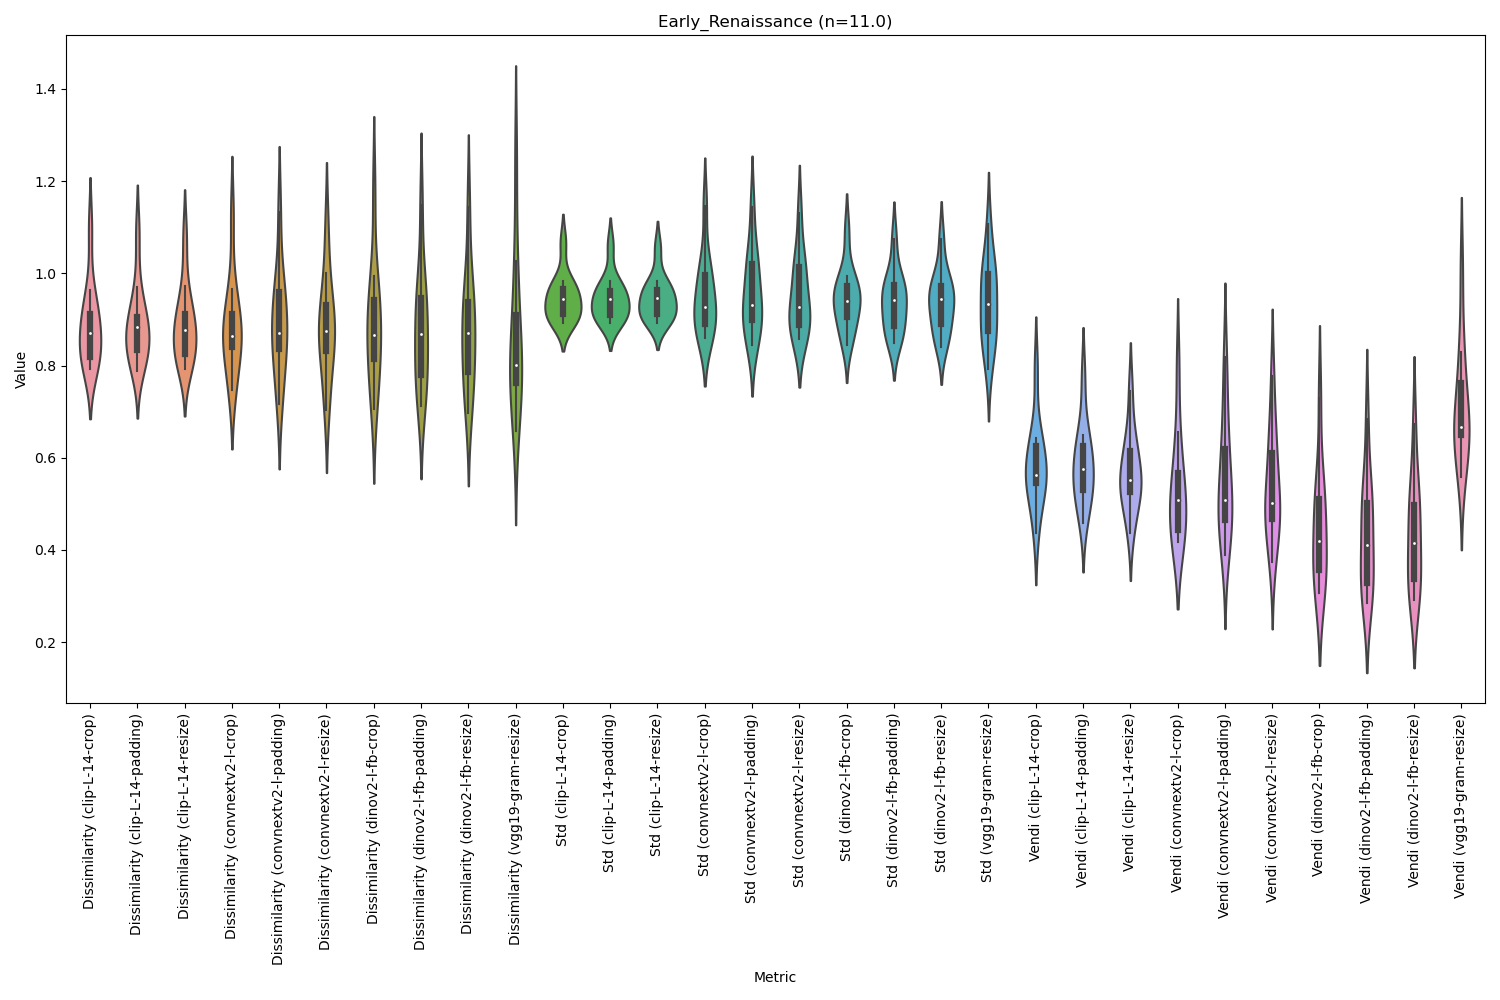 Early_Renaissance (n=11.0)
Value
1.4
1.2
1.0
0.8
0.6
0.4
0.2
Dissimilarity (clip-L-14-crop)
Dissimilarity (clip-L-14-padding)
Dissimilarity (clip-L-14-resize)
Dissimilarity (convnextv2-l-crop)
Dissimilarity (convnextv2-l-padding)
Dissimilarity (convnextv2-l-resize)
Dissimilarity (dinov2-l-fb-crop)
Dissimilarity (dinov2-l-fb-padding)
Dissimilarity (dinov2-l-fb-resize)
Dissimilarity (vgg19-gram-resize)
Std (clip-L-14-crop)
Std (clip-L-14-padding)
Std (clip-L-14-resize)
Std (convnextv2-l-crop)
Std (convnextv2-l-padding)
Std (convnextv2-l-resize)
Std (dinov2-l-fb-crop)
Std (dinov2-l-fb-padding)
Std (dinov2-l-fb-resize)
Std (vgg19-gram-resize)
Vendi (clip-L-14-crop)
Vendi (clip-L-14-padding)
Vendi (clip-L-14-resize)
Vendi (convnextv2-l-crop)
Vendi (convnextv2-l-padding)
Vendi (convnextv2-l-resize)
Vendi (dinov2-l-fb-crop)
Vendi (dinov2-l-fb-padding)
Vendi (dinov2-l-fb-resize)
Vendi (vgg19-gram-resize)
Metric